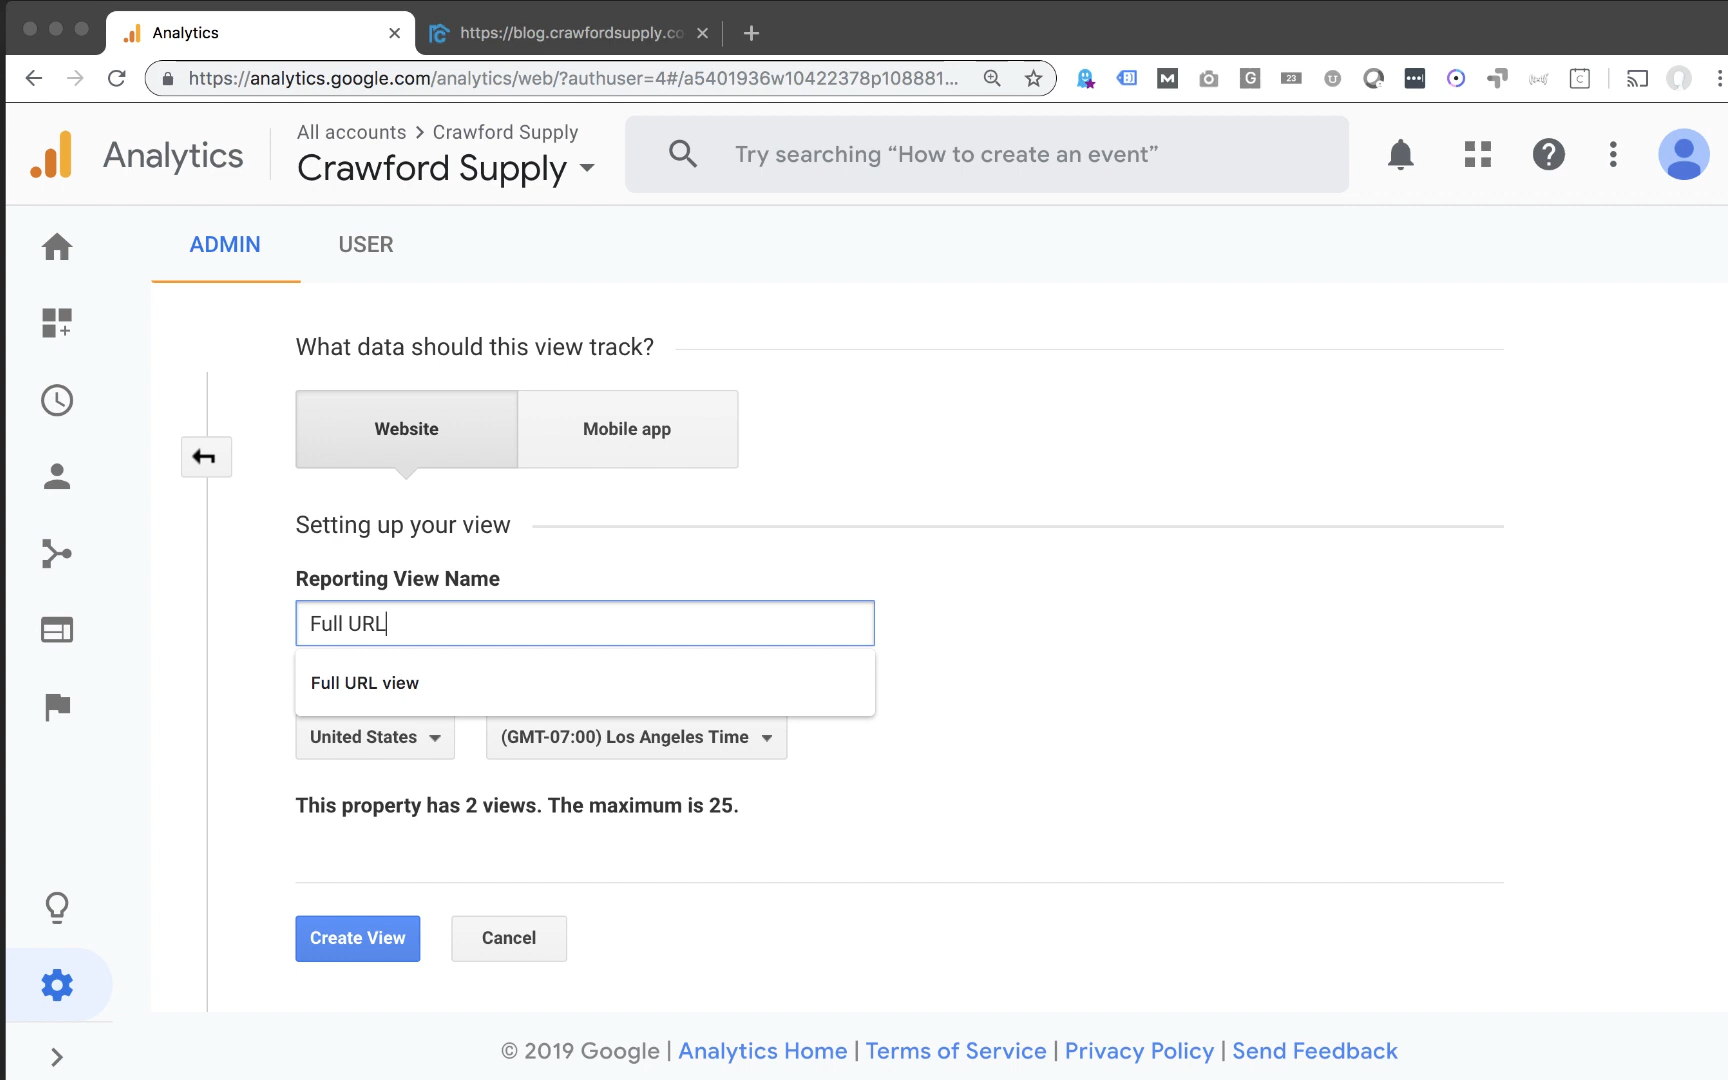 Analytics
https://blog.crawfordsupply.co
https://analytics.google.com/analytics/web/?authuser=4#/a5401936w10422378p108881...
M
G
23
U
C
Analytics
All accounts > Crawford Supply
Crawford Supply
Try searching “How to create an event”
ADMIN
USER
What data should this view track?
Website
Mobile app
Setting up your view
Reporting View Name
Full URL
Full URL view
United States
(GMT-07:00) Los Angeles Time
This property has 2 views. The maximum is 25.
Create View
Cancel
© 2019 Google | Analytics Home | Terms of Service | Privacy Policy | Send Feedback